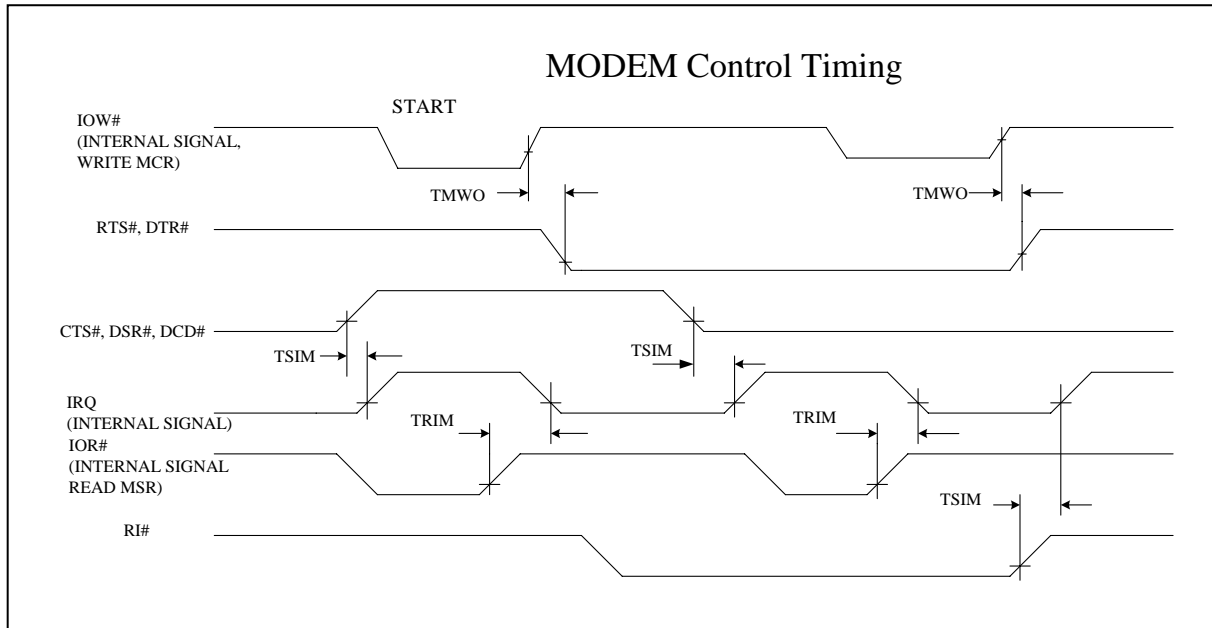 MODEM Control Timing
START
IOW#
(INTERNAL SIGNAL,
WRITE MCR)
TMWO
TMWO
RTS#, DTR#
CTS#, DSR#, DCD#
TSIM
TSIM
IRQ
(INTERNAL SIGNAL)
TRIM
TRIM
IOR#
(INTERNAL SIGNAL
READ MSR)
TSIM
RI#